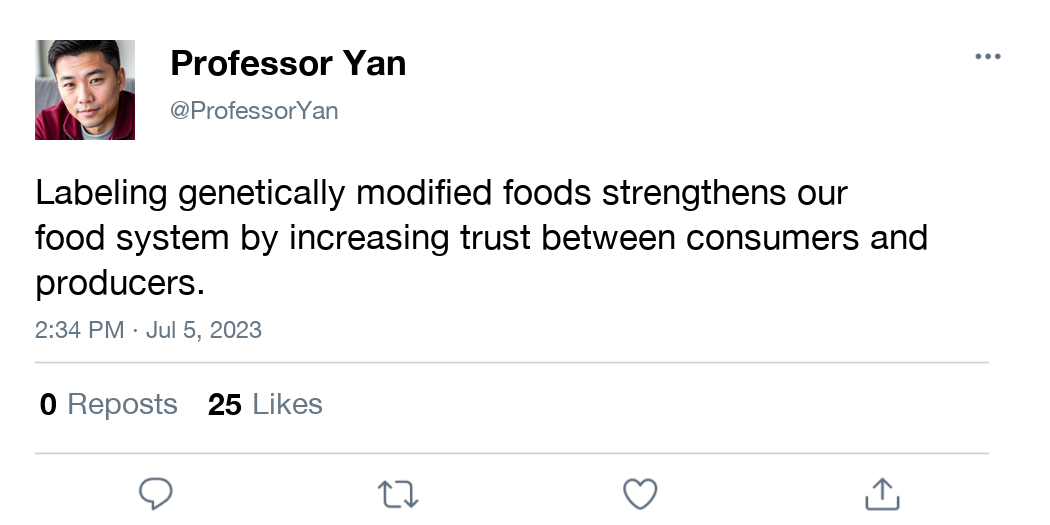 Professor Yan
@ProfessorYan
Labeling genetically modified foods strengthens our
food system by increasing trust between consumers and
producers.
2:34 PM · Jul 5, 2023
0 Reposts 25 Likes